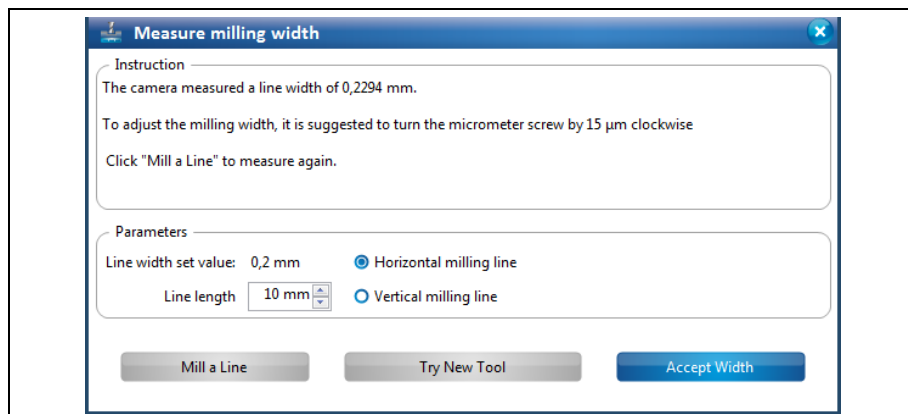 Measure milling width
Instruction
The camera measured a line width of 0,2294 mm.
To adjust the milling width, it is suggested to turn the micrometer screw by 15 µm clockwise
Click "Mill a Line" to measure again.
Parameters
Line width set value: 0,2 mm Horizontal milling line
Line length 10 mm Vertical milling line
Mill a Line Try New Tool Accept Width